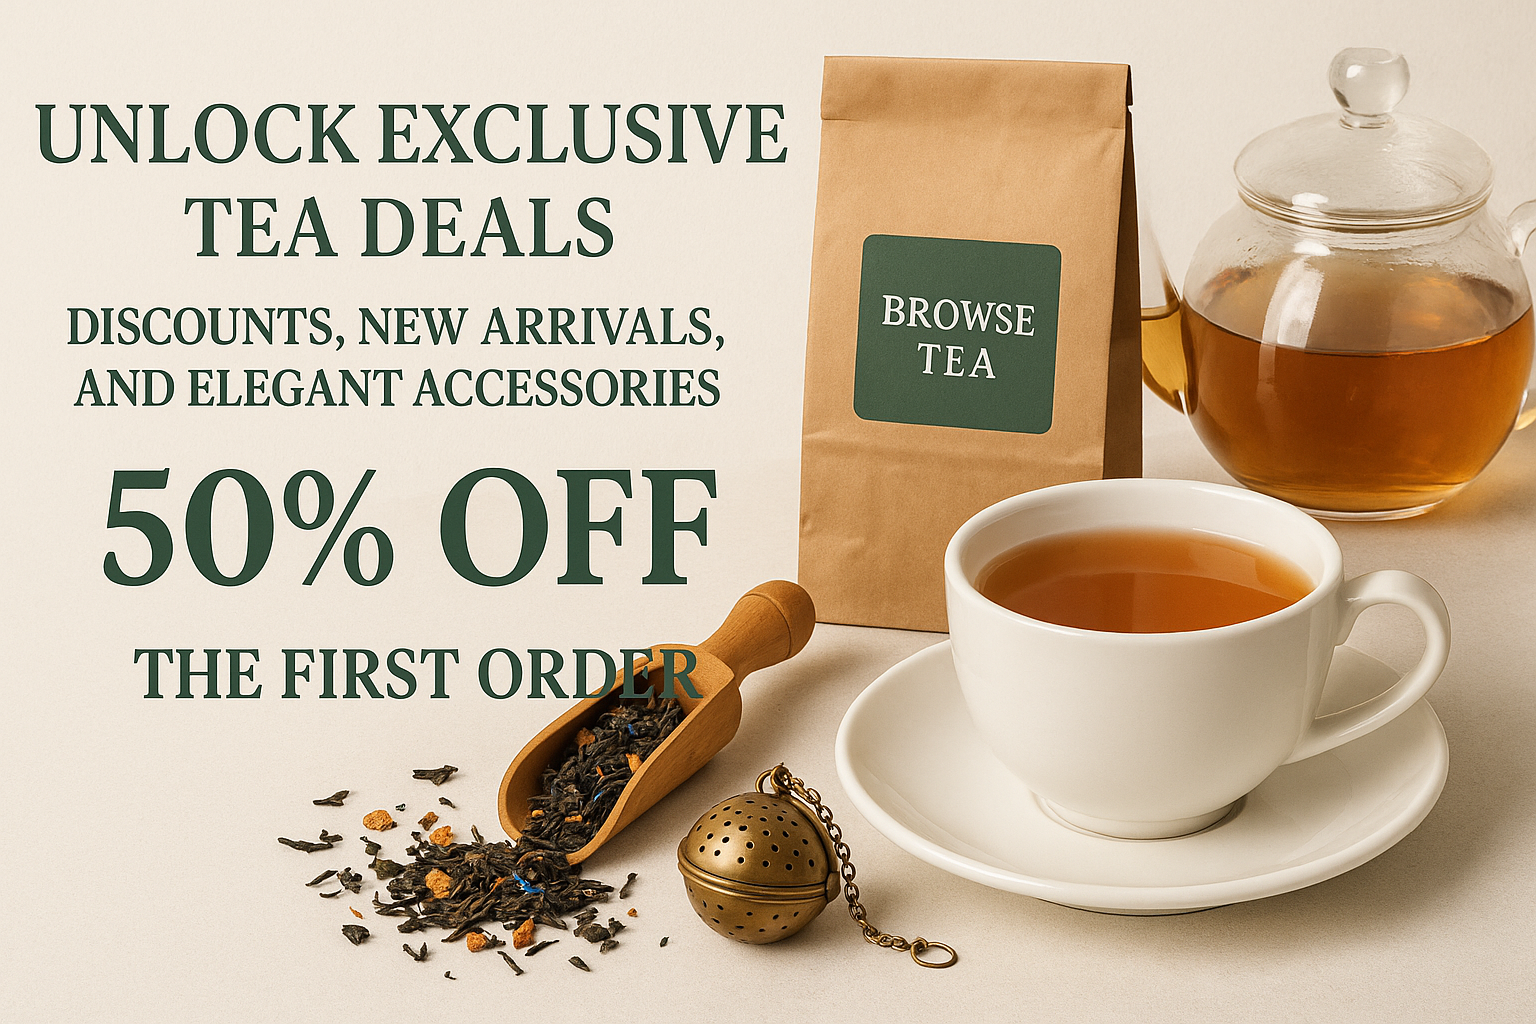 UNLOCK EXCLUSIVE
TEA DEALS
DISCOUNTS, NEW ARRIVALS,
AND ELEGANT ACCESSORIES
50% OFF
THE FIRST ORDER
BROWSE
TEA